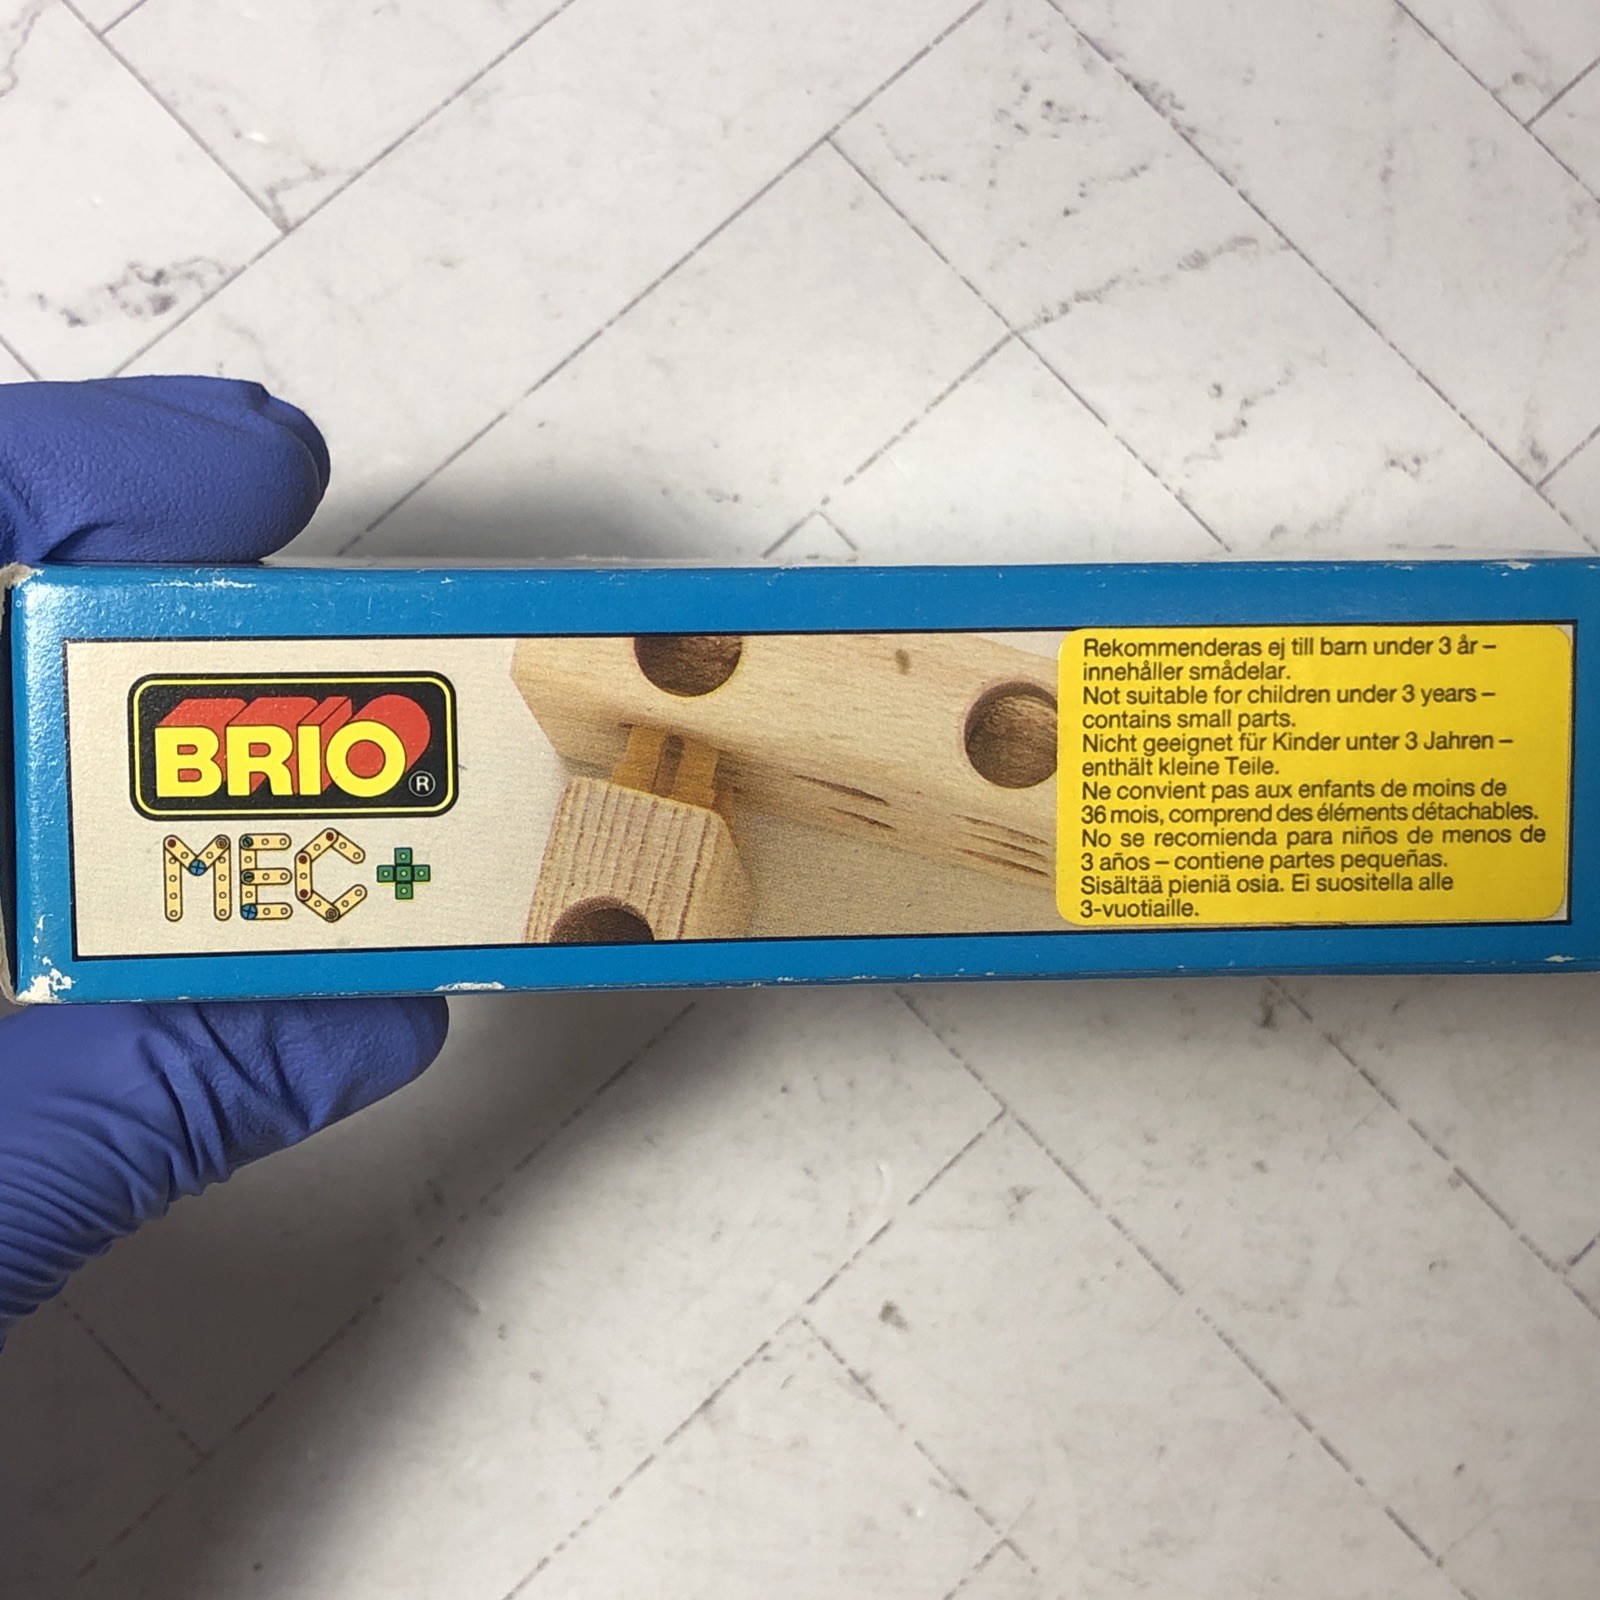 BRIO®
MEC+
Rekommenderas ej till barn under 3 år –
innehåller smådelar.
Not suitable for children under 3 years –
contains small parts.
Nicht geeignet für Kinder unter 3 Jahren –
enthält kleine Teile.
Ne convient pas aux enfants de moins de
36 mois, comprend des éléments détachables.
No se recomienda para niños de menos de
3 años – contiene partes pequeñas.
Sisältää pieniä osia. Ei suositella alle
3-vuotiaille.